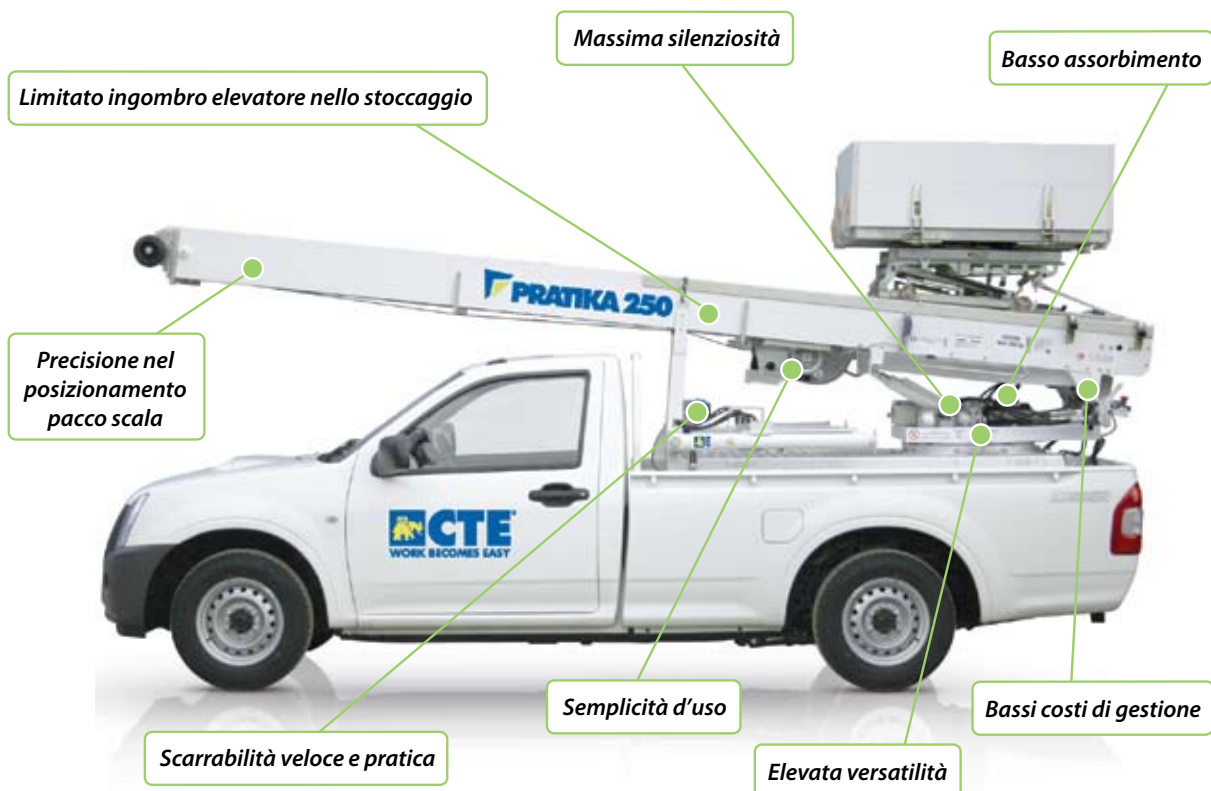 Massima silenziosità
Basso assorbimento
Limitato ingombro elevatore nello stoccaggio
PRATIKA 250
Precisione nel
posizionamento
pacco scala
CTE
WORK BECOMES EASY
Semplicità d'uso
Bassi costi di gestione
Scarrabilità veloce e pratica
Elevata versatilità